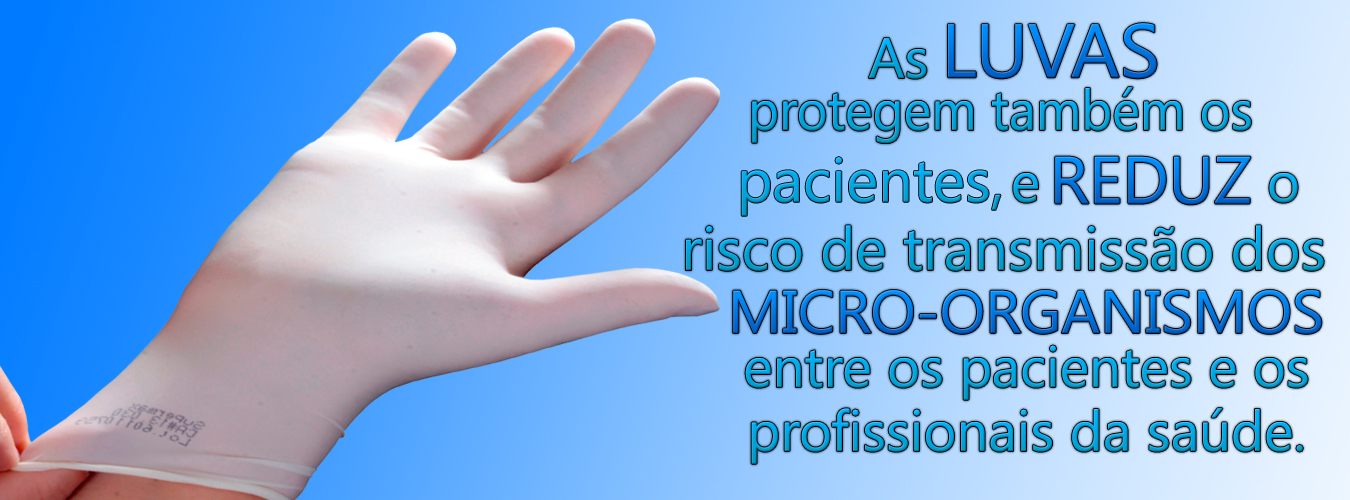 As LUVAS
protegem também os
pacientes, e REDUZ o
risco de transmissão dos
MICRO-ORGANISMOS
entre os pacientes e os
profissionais da saúde.
Supermax